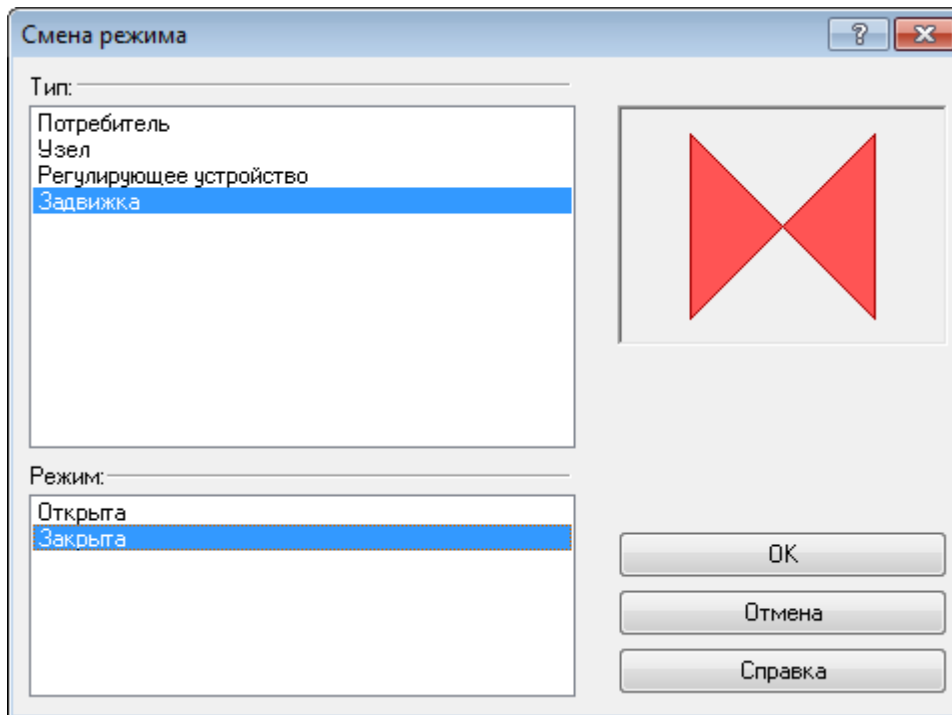 Смена режима
Тип:
Потребитель
Узел
Регулирующее устройство
Задвижка
Режим:
Открыта
Закрыта
OK
Отмена
Справка